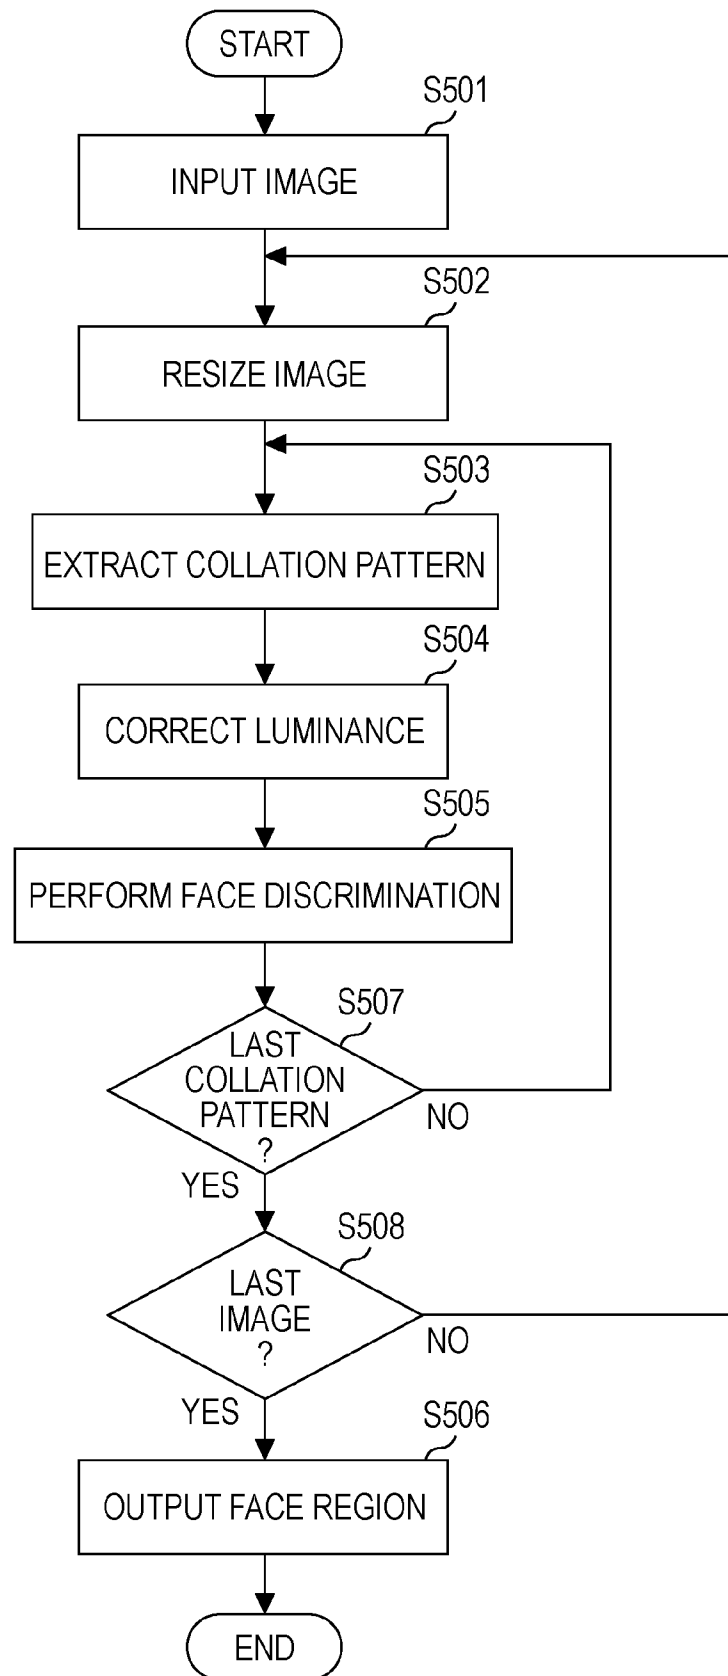 START
S501
INPUT IMAGE
S502
RESIZE IMAGE
S503
EXTRACT COLLATION PATTERN
S504
CORRECT LUMINANCE
S505
PERFORM FACE DISCRIMINATION
S507
LAST
COLLATION
PATTERN
?
NO
YES
S508
LAST
IMAGE
?
NO
YES
S506
OUTPUT FACE REGION
END